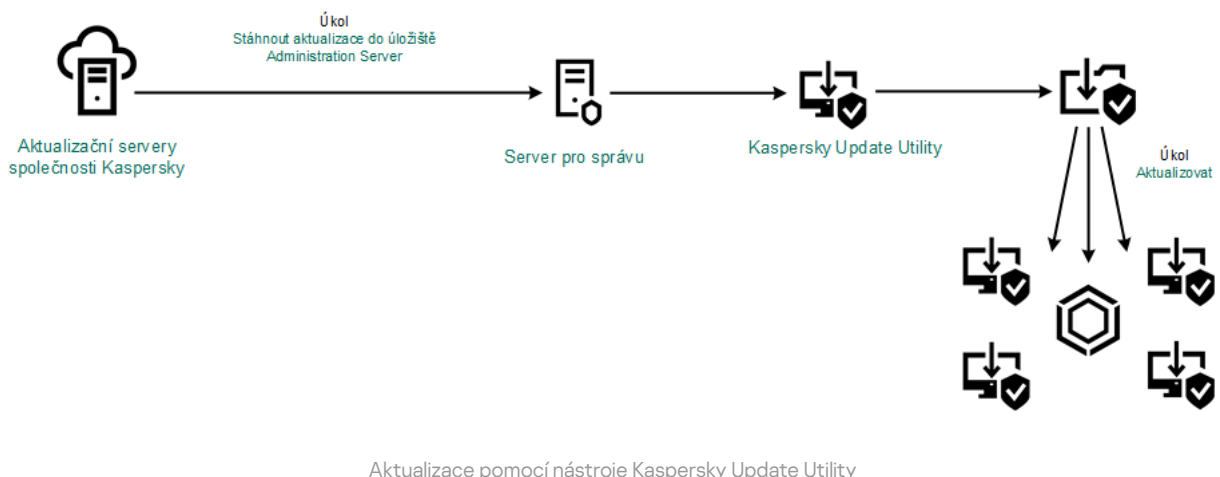 Úkol
Stáhnout aktualizace do úložiště
Administration Server
Aktualizační servery
společnosti Kaspersky
Server pro správu
Kaspersky Update Utility
Úkol
Aktualizovat
Aktualizace pomocí nástroje Kaspersky Update Utility